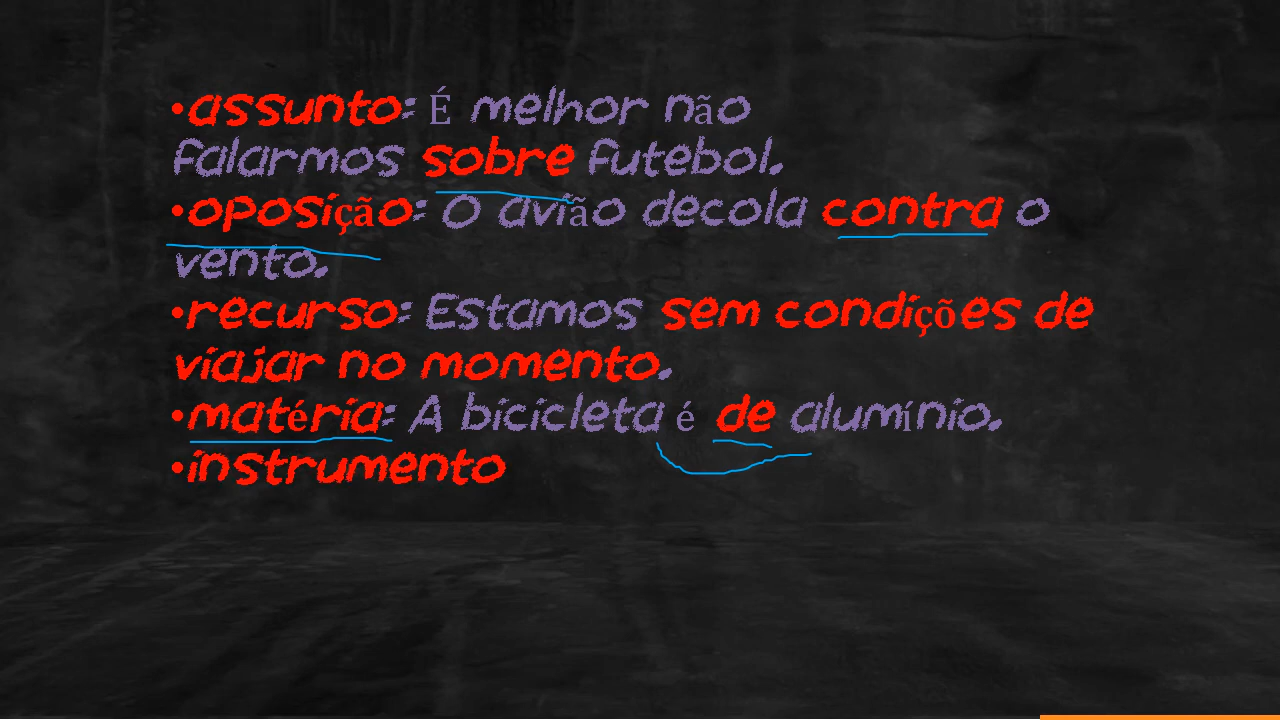 •assunto: É melhor não
falarmos sobre futebol.
•oposição: O avião decola contra o
vento.
•recurso: Estamos sem condições de
viajar no momento.
•matéria: A bicicleta é de alumínio.
•instrumento